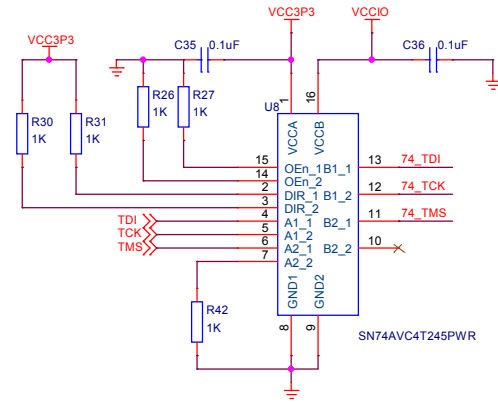 VCC3P3
VCCIO
VCC3P3
C35
0.1uF
C36
0.1uF
R26
1K
R27
1K
R30
1K
R31
1K
U8
1
16
VCCA
VCCB
15
OEn_1
B1_1
13
74_TDI
14
OEn_2
2
DIR_1
B1_2
12
74_TCK
3
DIR_2
TDI
4
A1_1
B2_1
11
74_TMS
TCK
5
A1_2
TMS
6
A2_1
B2_2
10
7
A2_2
GND1
GND2
R42
1K
8
9
SN74AVC4T245PWR